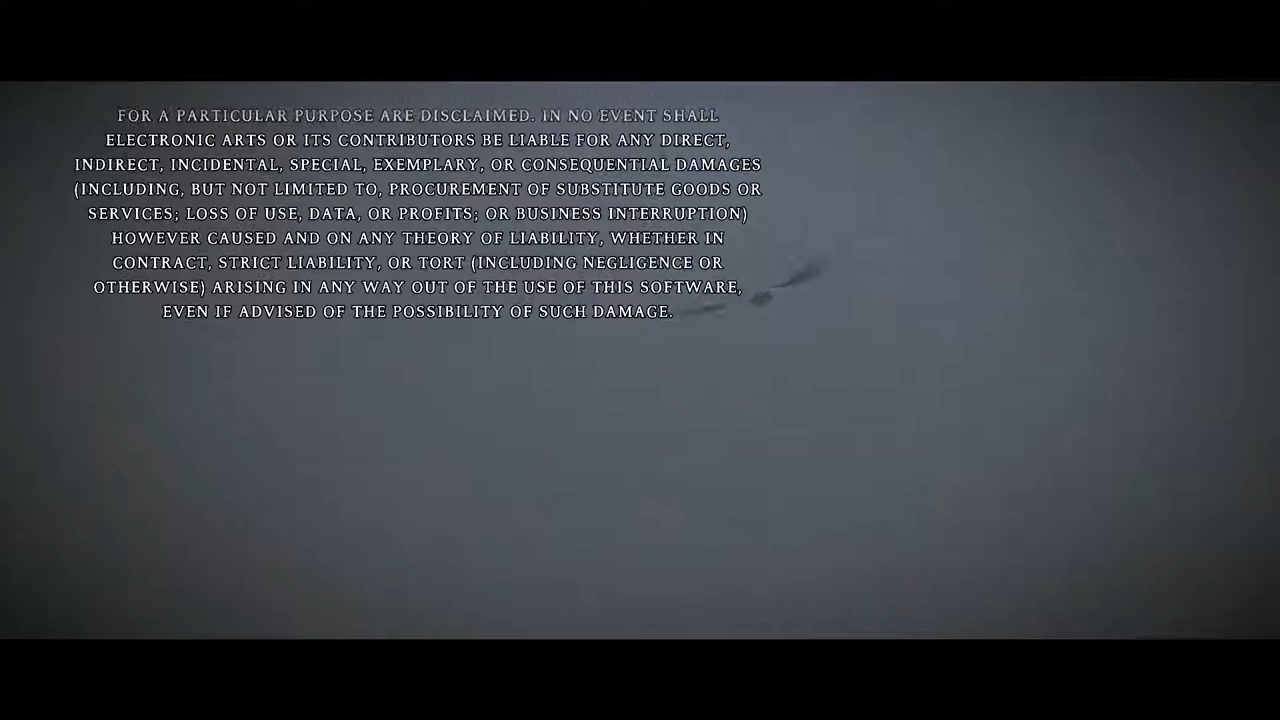 FOR A PARTICULAR PURPOSE ARE DISCLAIMED. IN NO EVENT SHALL
ELECTRONIC ARTS OR ITS CONTRIBUTORS BE LIABLE FOR ANY DIRECT,
INDIRECT, INCIDENTAL, SPECIAL, EXEMPLARY, OR CONSEQUENTIAL DAMAGES
(INCLUDING, BUT NOT LIMITED TO, PROCUREMENT OF SUBSTITUTE GOODS OR
SERVICES; LOSS OF USE, DATA, OR PROFITS; OR BUSINESS INTERRUPTION)
HOWEVER CAUSED AND ON ANY THEORY OF LIABILITY, WHETHER IN
CONTRACT, STRICT LIABILITY, OR TORT (INCLUDING NEGLIGENCE OR
OTHERWISE) ARISING IN ANY WAY OUT OF THE USE OF THIS SOFTWARE,
EVEN IF ADVISED OF THE POSSIBILITY OF SUCH DAMAGE.